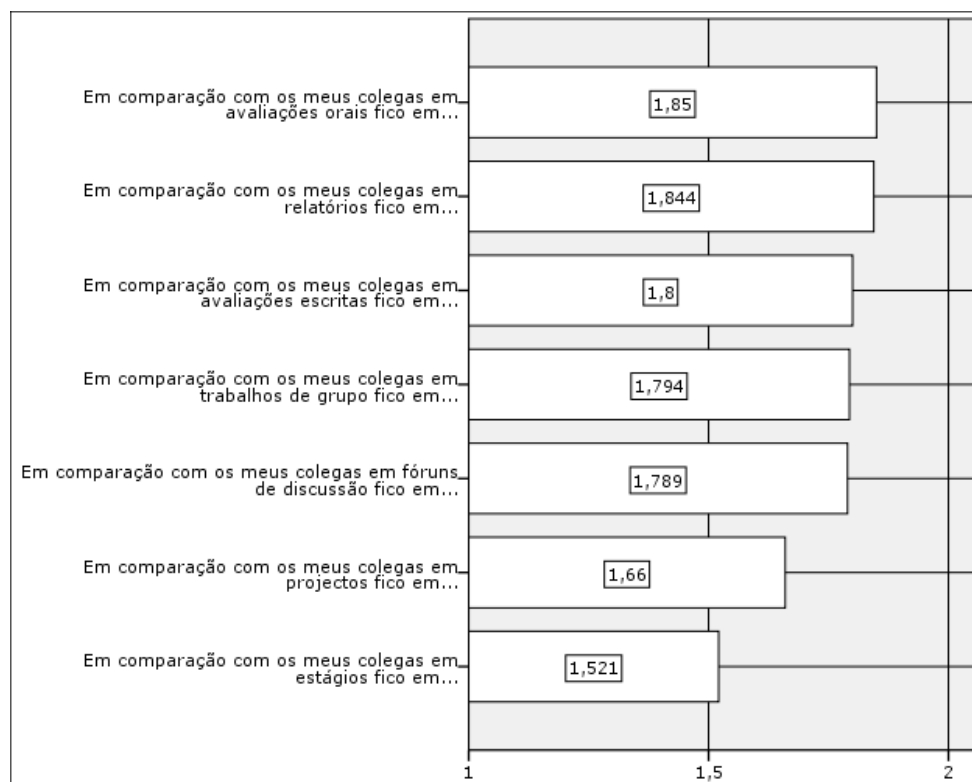 Em comparação com os meus colegas em
avaliações orais fico em...
1,85
Em comparação com os meus colegas em
relatórios fico em...
1,844
Em comparação com os meus colegas em
avaliações escritas fico em...
1,8
Em comparação com os meus colegas em
trabalhos de grupo fico em...
1,794
Em comparação com os meus colegas em fóruns
de discussão fico em...
1,789
Em comparação com os meus colegas em
projectos fico em...
1,66
Em comparação com os meus colegas em
estágios fico em...
1,521
1 1,5 2